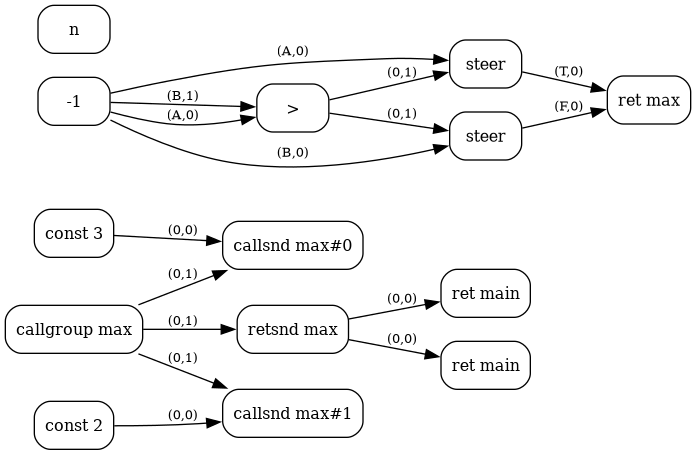 n
-1
(A,0)
(B,1)
(A,0)
(B,0)
>
(0,1)
(0,1)
steer
steer
(T,0)
(F,0)
ret max
const 3
(0,0)
callsnd max#0
callgroup max
(0,1)
(0,1)
(0,1)
retsnd max
(0,0)
(0,0)
ret main
ret main
const 2
(0,0)
callsnd max#1